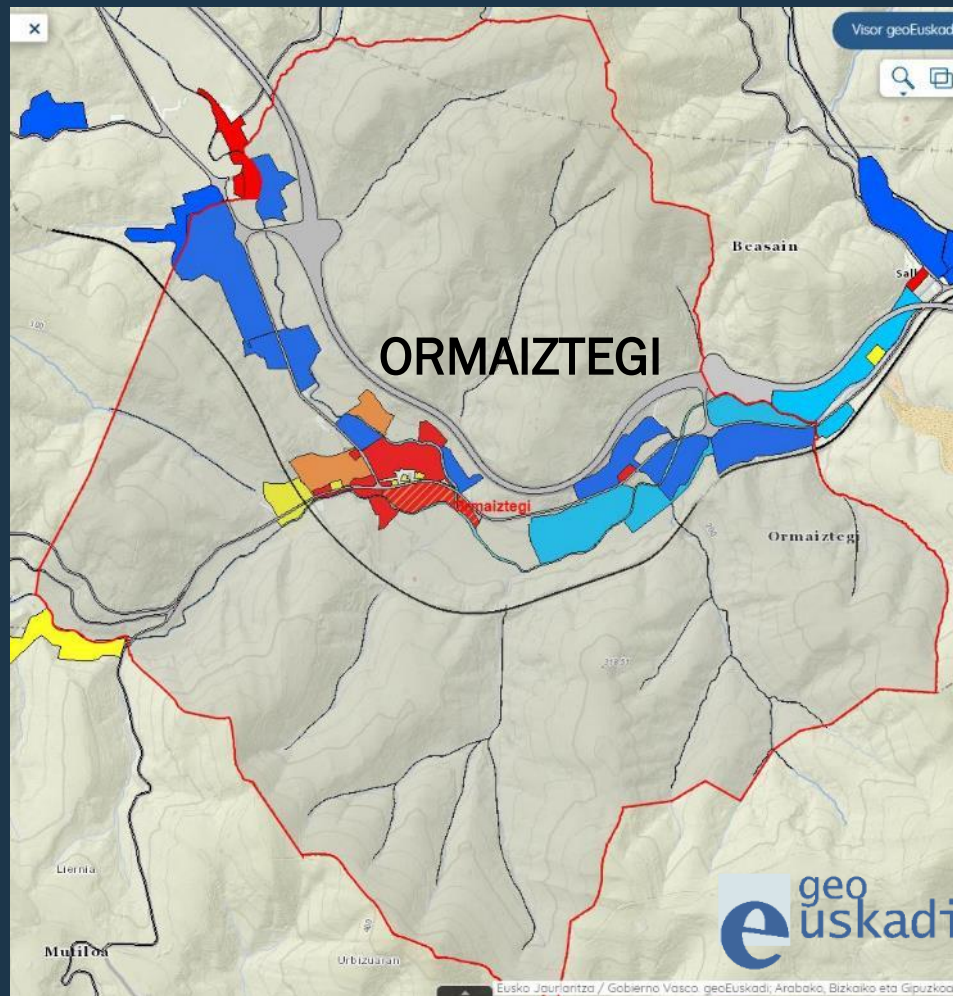 ×
Visor geoEuskadi
Beasain
ORMAIZTEGI
Ormaiztegi
Ormaiztegi
Liernia
Mutiloa
Urbizuaran
geo
euskadi
Eusko Jaurlaritza / Gobierno Vasco. geoEuskadi; Arabako, Bizkaiko eta Gipuzkoa